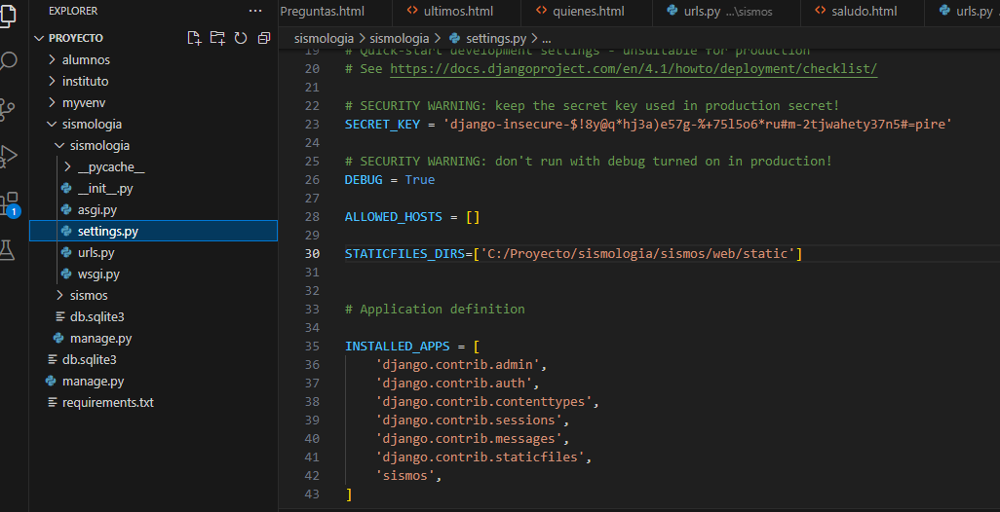 EXPLORER ···
PROYECTO
alumnos
instituto
myvenv
sismologia
sismologia
__pycache__
__init__.py
asgi.py
settings.py
urls.py
wsgi.py
sismos
db.sqlite3
manage.py
db.sqlite3
manage.py
requirements.txt
1
Preguntas.html <> ultimos.html <> quienes.html urls.py ...\sismos <> saludo.html urls.py
sismologia > sismologia > settings.py > ...
19 # Quick-start development settings - unsuitable for production
20 # See https://docs.djangoproject.com/en/4.1/howto/deployment/checklist/
21
22 # SECURITY WARNING: keep the secret key used in production secret!
23 SECRET_KEY = 'django-insecure-$!8y@q*hj3a)e57g-%+75l5o6*ru#m-2tjwahety37n5#=pire'
24
25 # SECURITY WARNING: don't run with debug turned on in production!
26 DEBUG = True
27
28 ALLOWED_HOSTS = []
29
30 STATICFILES_DIRS=['C:/Proyecto/sismologia/sismos/web/static']
31
32
33 # Application definition
34
35 INSTALLED_APPS = [
36 'django.contrib.admin',
37 'django.contrib.auth',
38 'django.contrib.contenttypes',
39 'django.contrib.sessions',
40 'django.contrib.messages',
41 'django.contrib.staticfiles',
42 'sismos',
43 ]